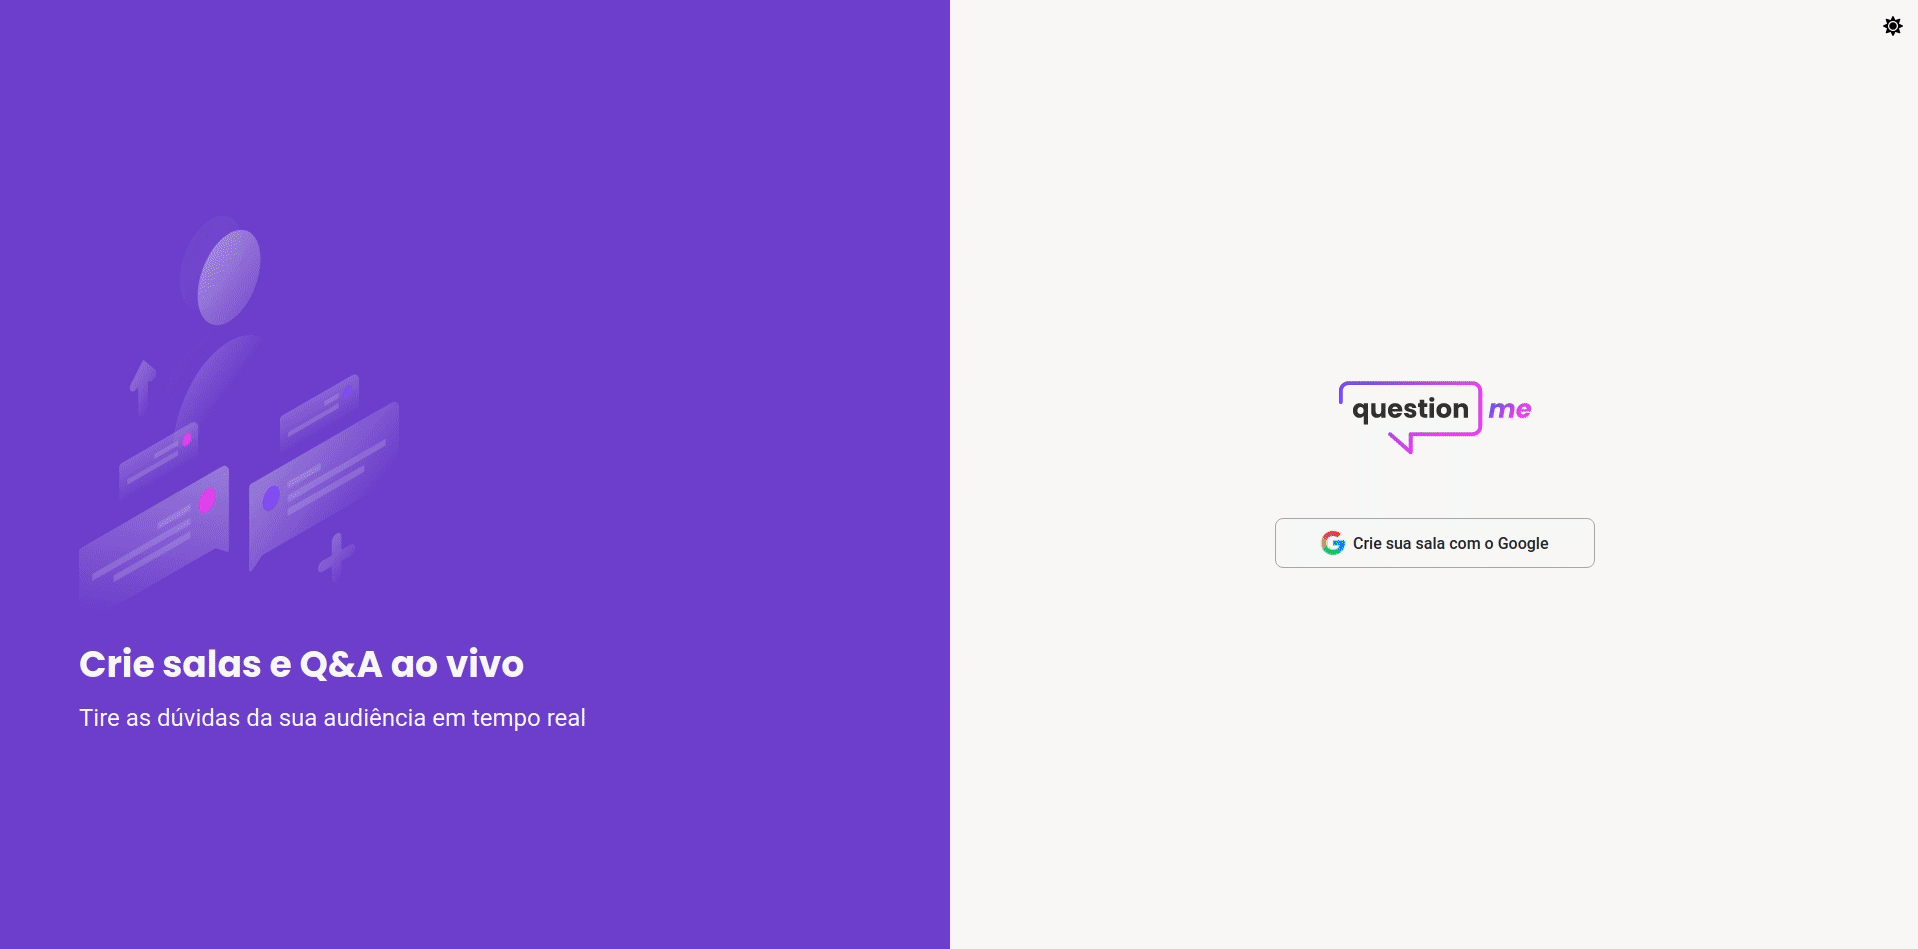 Crie salas e Q&A ao vivo
Tire as dúvidas da sua audiência em tempo real
question me
Crie sua sala com o Google